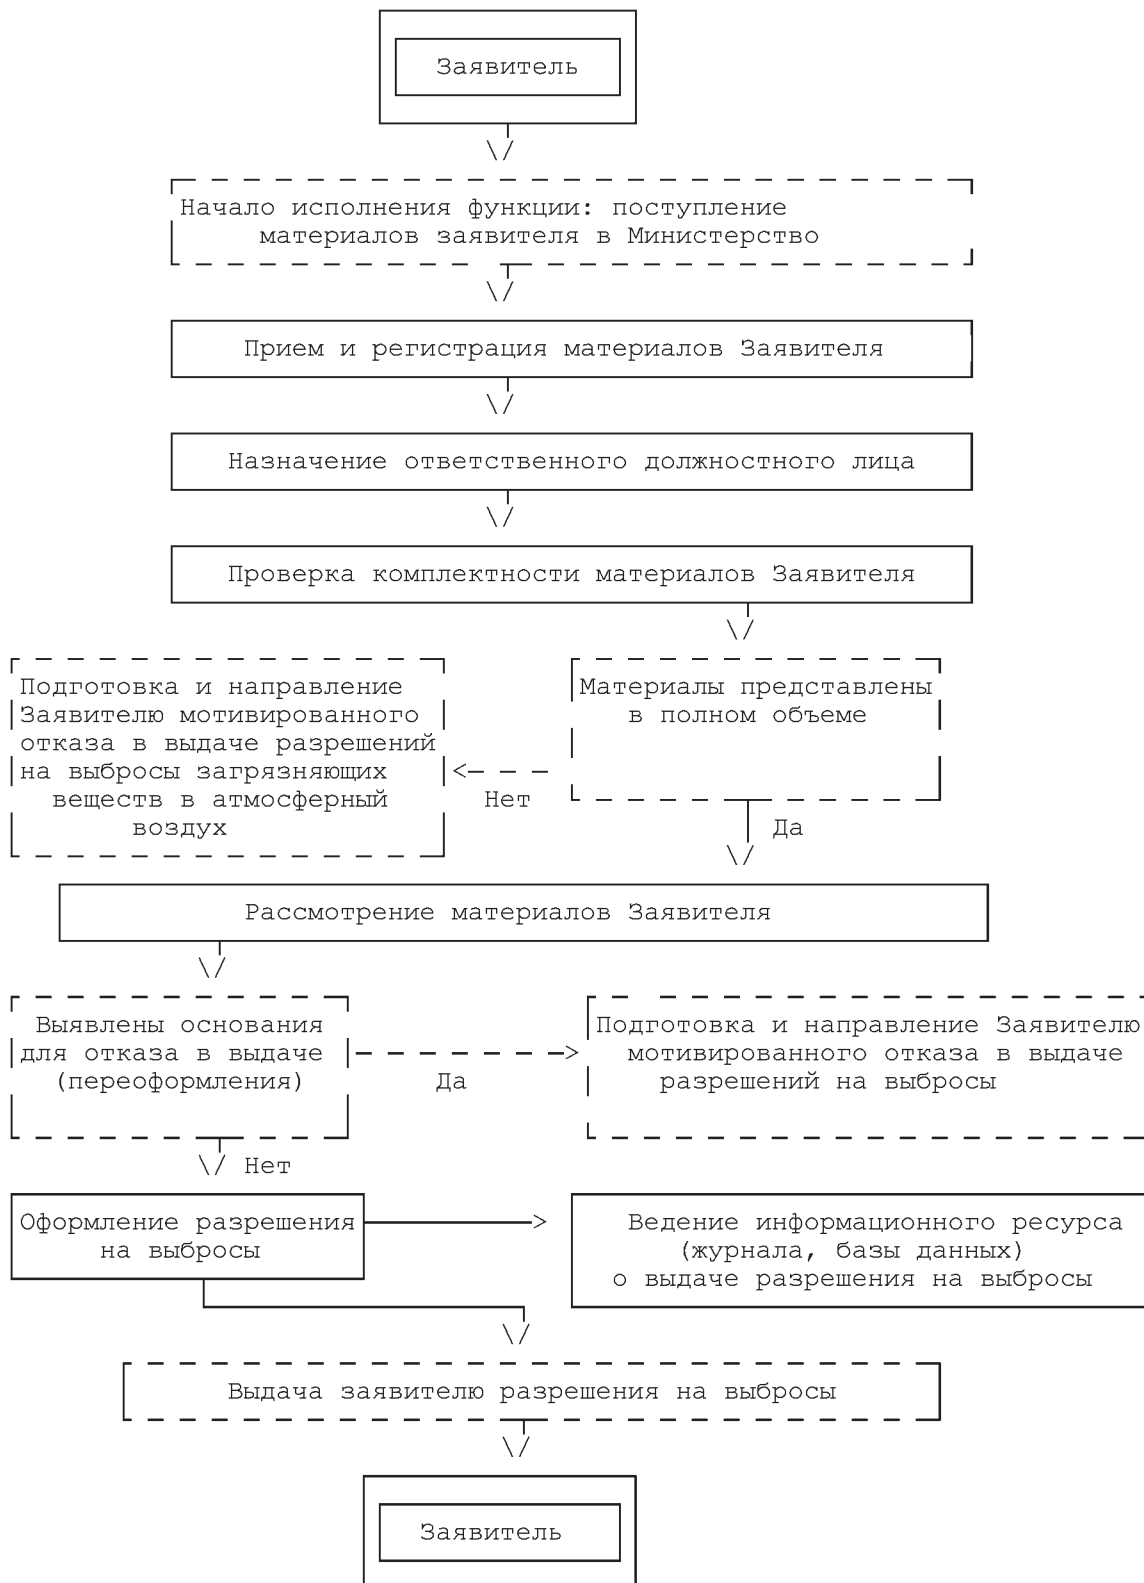 Заявитель
Начало исполнения функции: поступление
материалов заявителя в Министерство
Прием и регистрация материалов Заявителя
Назначение ответственного должностного лица
Проверка комплектности материалов Заявителя
Подготовка и направление
Заявителю мотивированного
отказа в выдаче разрешений
на выбросы загрязняющих
веществ в атмосферный
воздух
Материалы представлены
в полном объеме
Нет
Да
Рассмотрение материалов Заявителя
Выявлены основания
для отказа в выдаче
(переоформления)
Да
Подготовка и направление Заявителю
мотивированного отказа в выдаче
разрешений на выбросы
Нет
Оформление разрешения
на выбросы
Ведение информационного ресурса
(журнала, базы данных)
о выдаче разрешения на выбросы
Выдача заявителю разрешения на выбросы
Заявитель